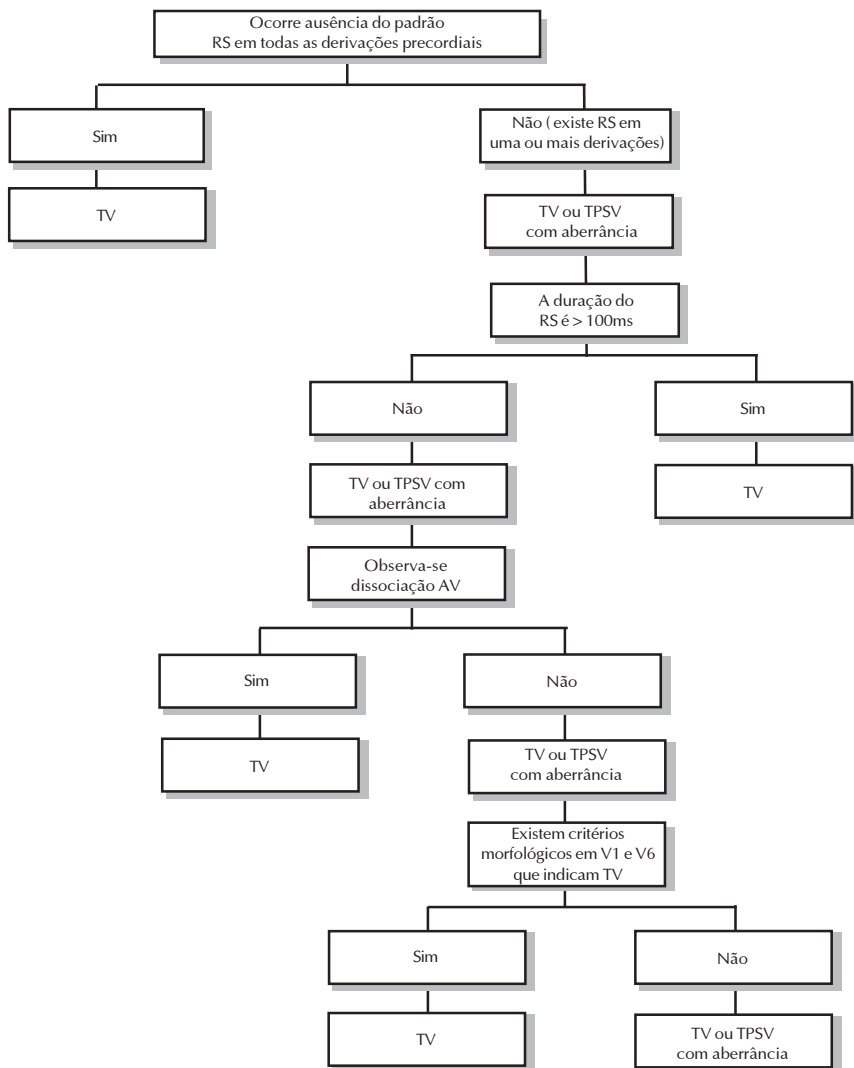 Ocorre ausência do padrão
RS em todas as derivações precordiais
Sim
Não ( existe RS em
uma ou mais derivações)
TV
TV ou TPSV
com aberrância
A duração do
RS é > 100ms
Não
Sim
TV ou TPSV com
aberrância
TV
Observa-se
dissociação AV
Sim
Não
TV
TV ou TPSV
com aberrância
Existem critérios
morfológicos em V1 e V6
que indicam TV
Sim
Não
TV
TV ou TPSV
com aberrância